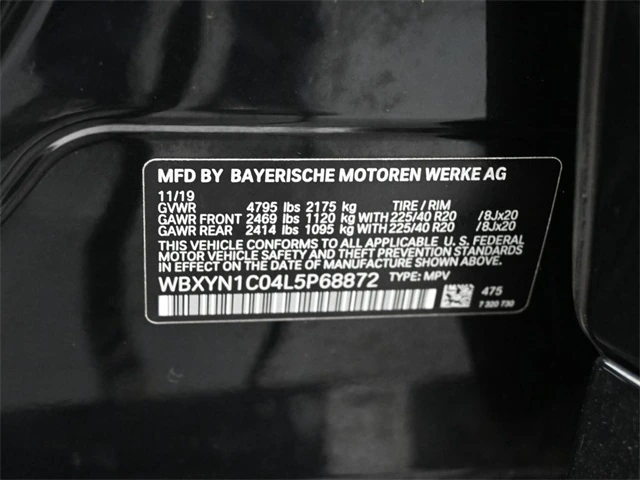 MFD BY BAYERISCHE MOTOREN WERKE AG
11/19
GVWR 4795 lbs 2175 kg TIRE / RIM
GAWR FRONT 2469 lbs 1120 kg WITH 225/40 R20 /8Jx20
GAWR REAR 2414 lbs 1095 kg WITH 225/40 R20 /8Jx20
THIS VEHICLE CONFORMS TO ALL APPLICABLE U. S. FEDERAL
MOTOR VEHICLE SAFETY AND THEFT PREVENTION STANDARDS
IN EFFECT ON THE DATE OF MANUFACTURE SHOWN ABOVE.
WBXYN1C04L5P68872 TYPE: MPV
475
7 320 730